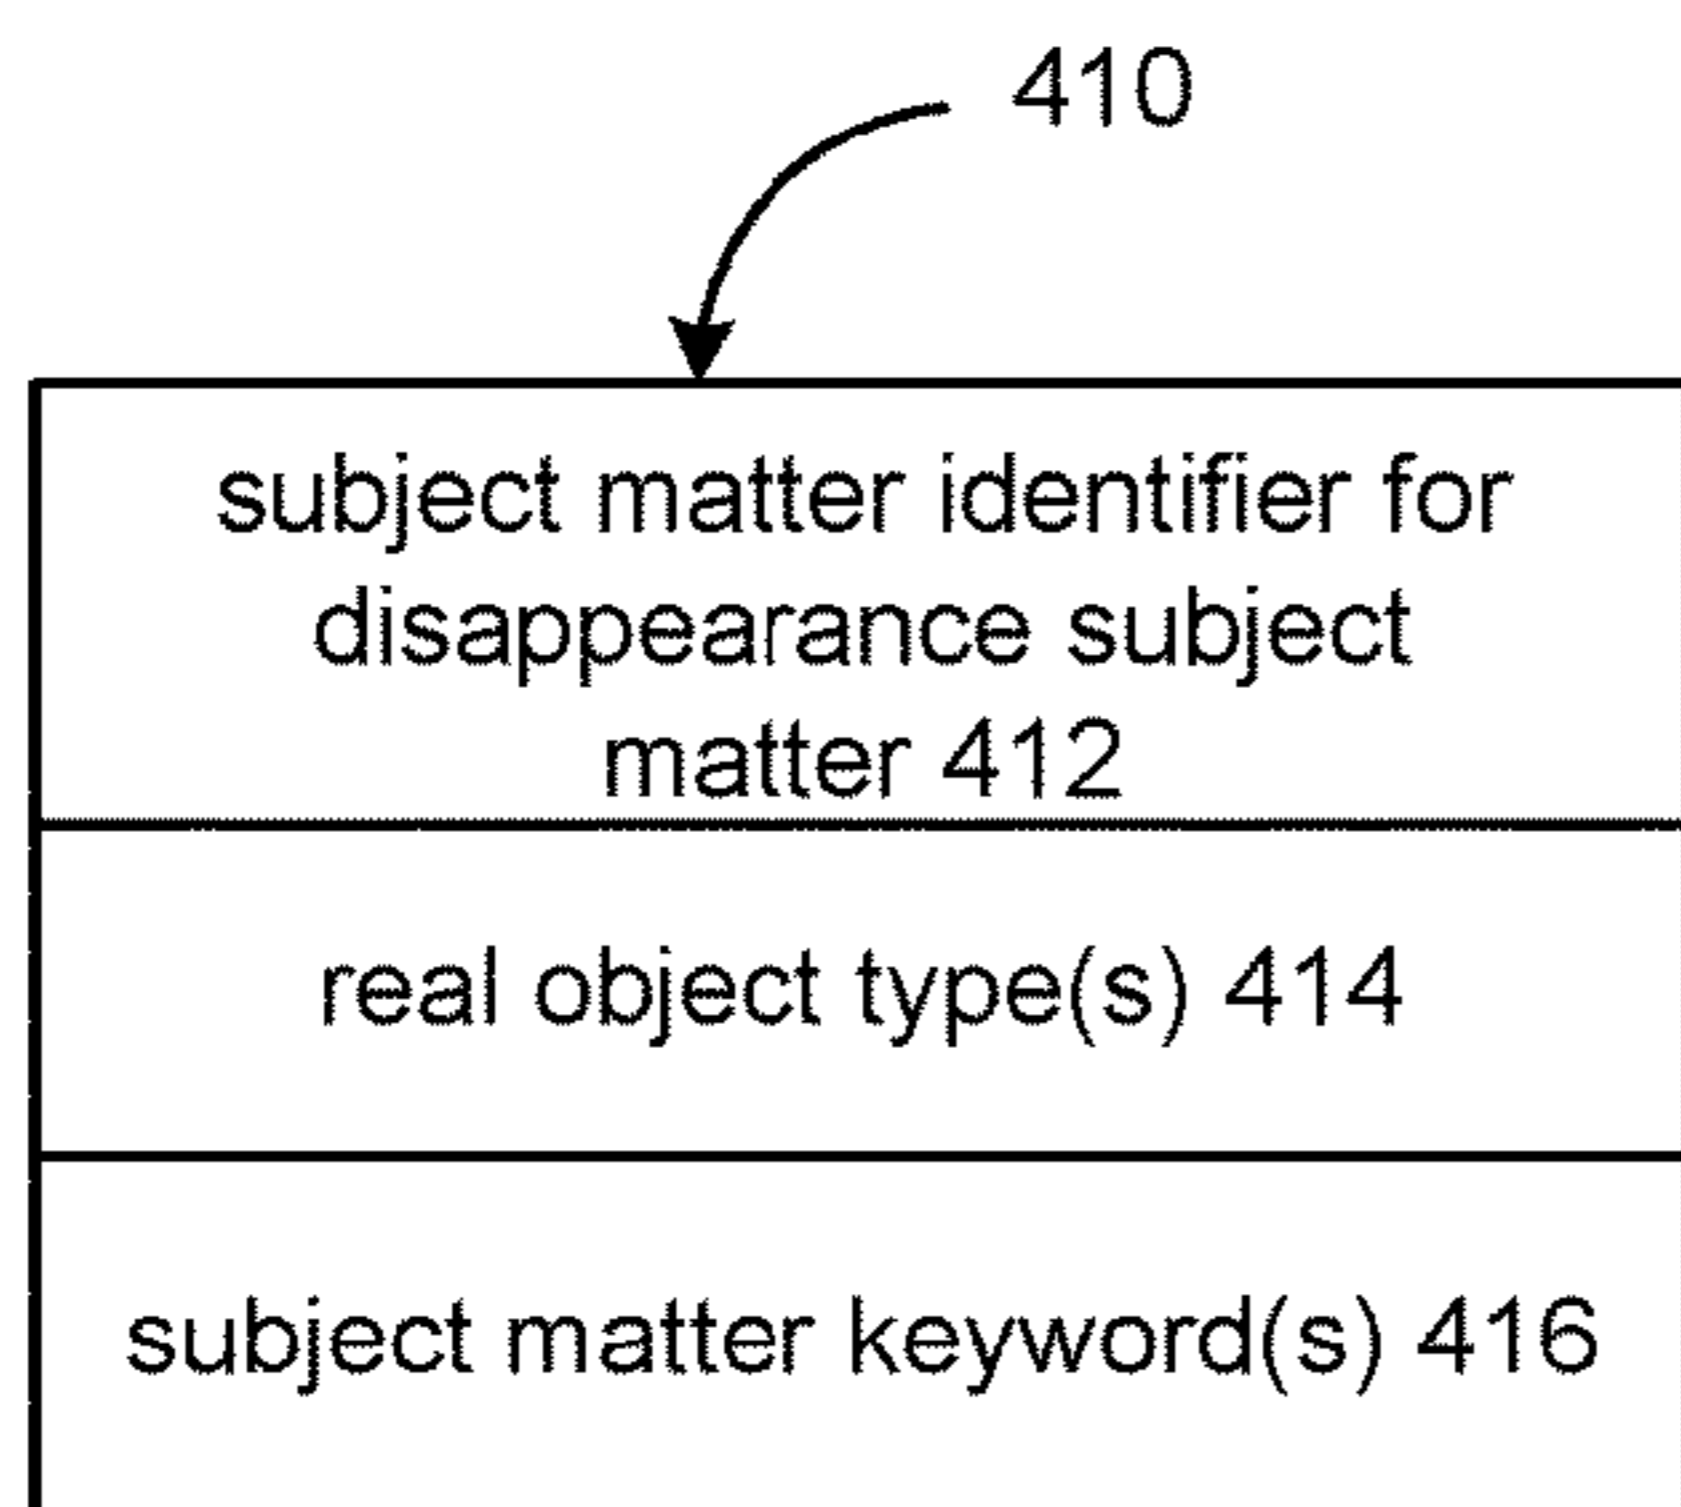 410
subject matter identifier for
disappearance subject
matter 412
real object type(s) 414
subject matter keyword(s) 416